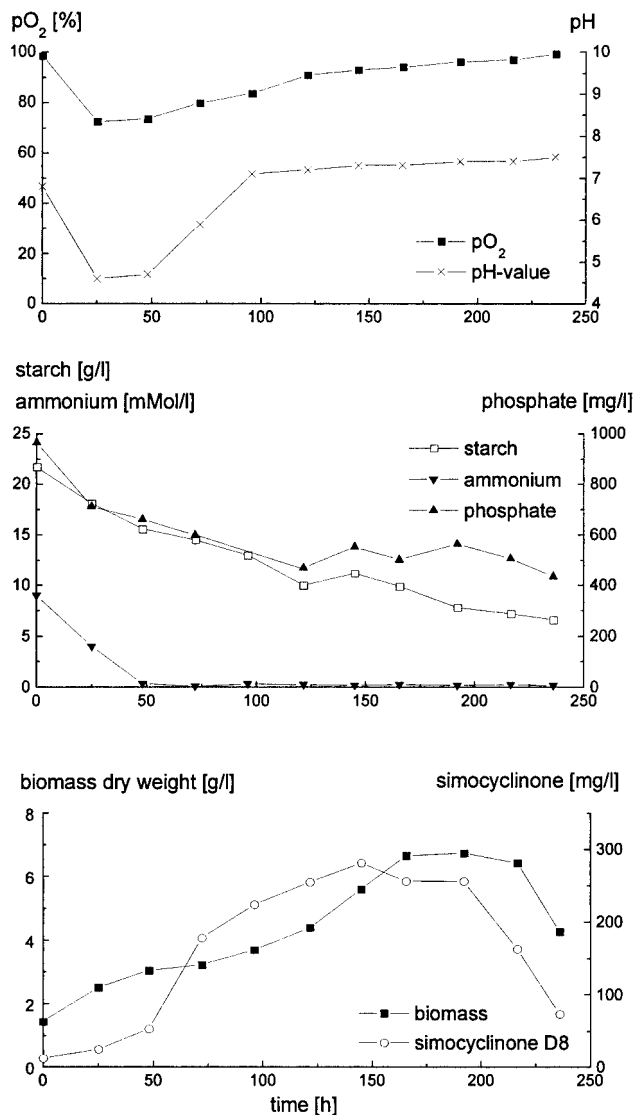 pO2 [%] pH
100 10
80 9
8
60 7
40 6
20 5
0 4
pO2
pH-value
0 50 100 150 200 250
starch [g/l]
ammonium [mMol/l] phosphate [mg/l]
25 1000
20 800
15 600
10 400
5 200
0 0
starch
ammonium
phosphate
0 50 100 150 200 250
biomass dry weight [g/l] simocyclinone [mg/l]
8
6 300
4 200
2 100
0 0
biomass
simocyclinone D8
0 50 100 150 200 250
time [h]